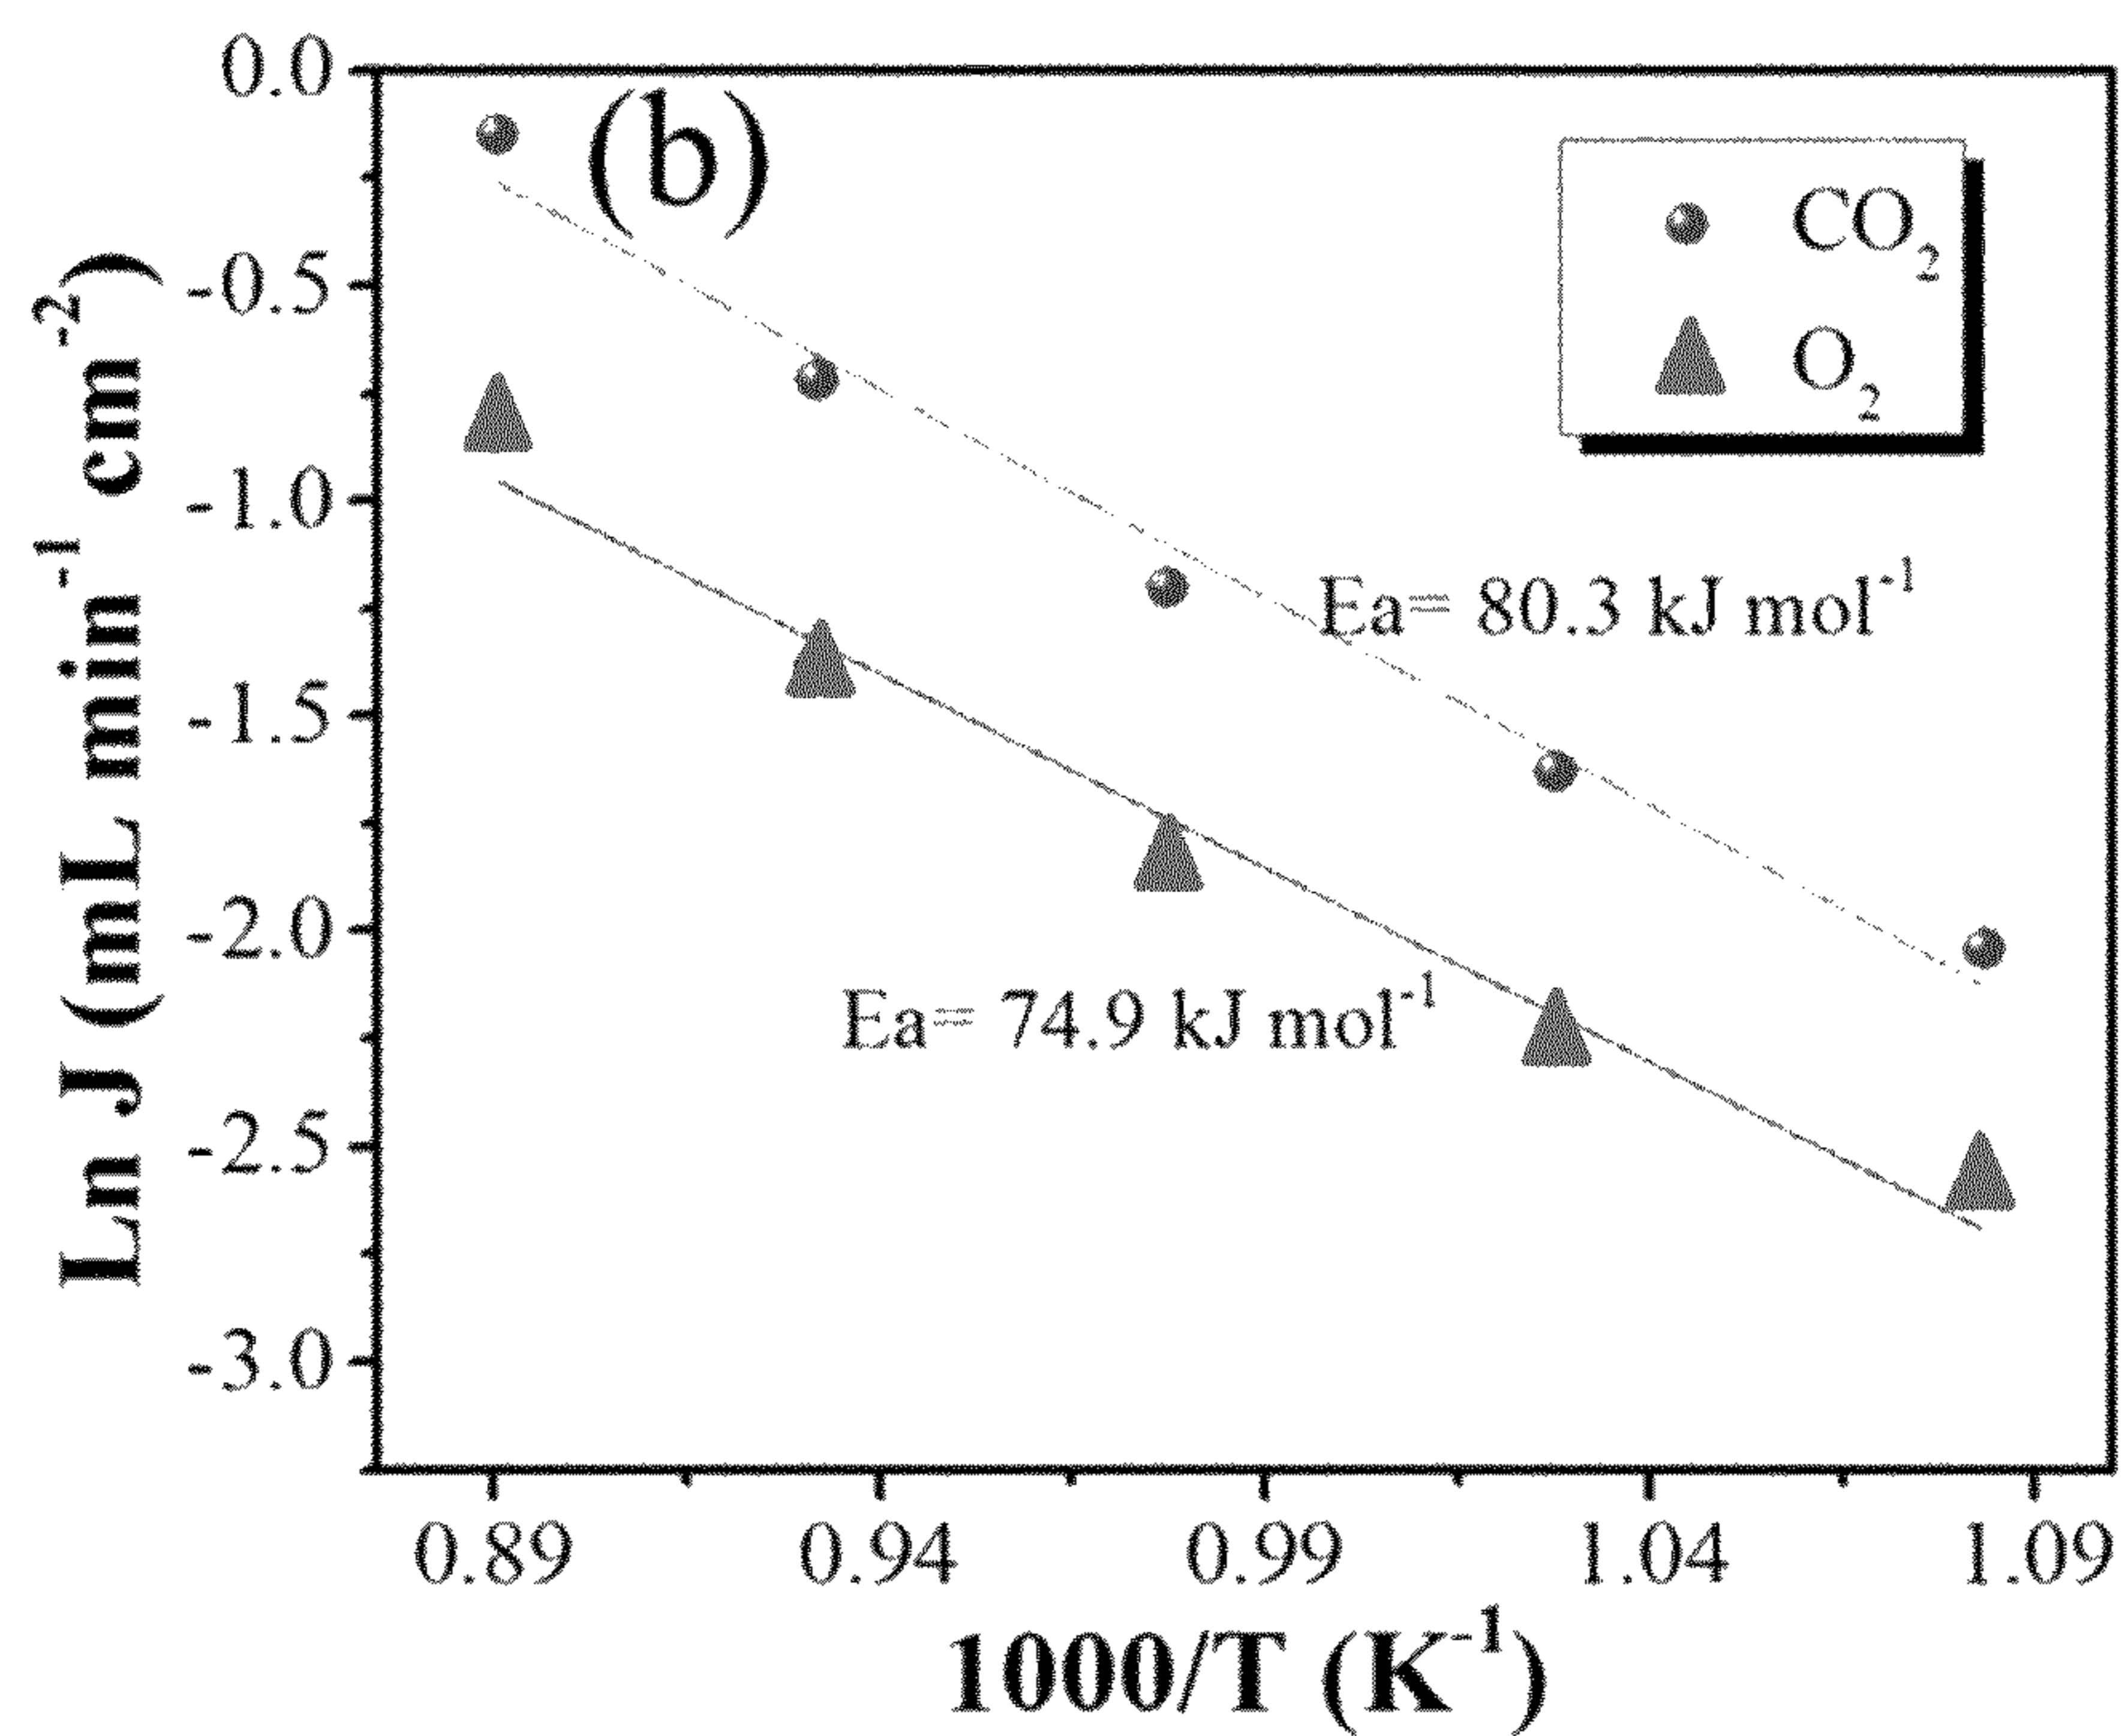 (b)
CO₂
O₂
Ea= 80.3 kJ mol⁻¹
Ea= 74.9 kJ mol⁻¹
Ln J (mL min⁻¹ cm⁻²)
0.0
-0.5
-1.0
-1.5
-2.0
-2.5
-3.0
0.89 0.94 0.99 1.04 1.09
1000/T (K⁻¹)